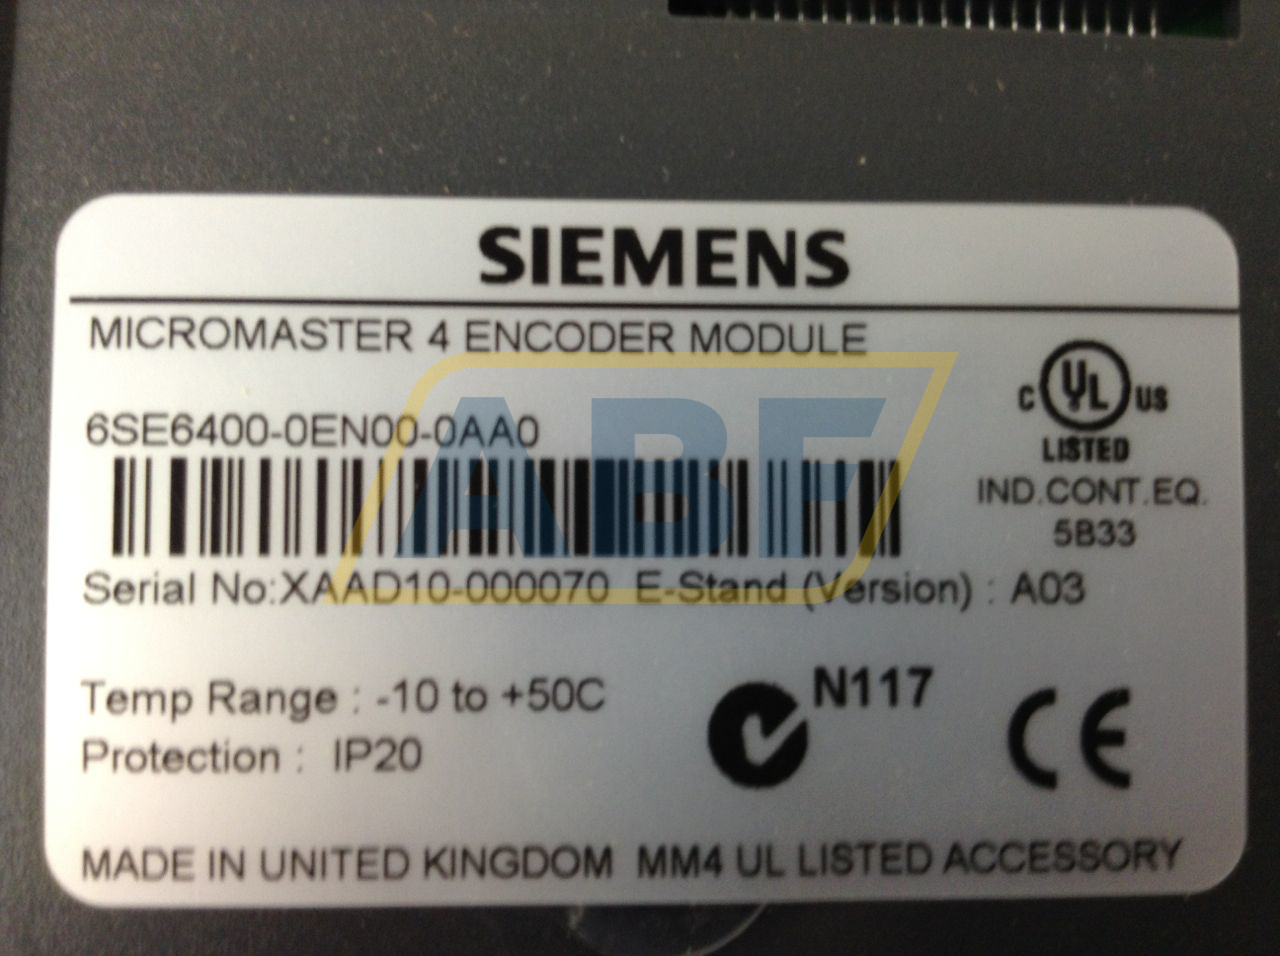 SIEMENS
MICROMASTER 4 ENCODER MODULE
6SE6400-0EN00-0AA0
C UL US
LISTED
IND.CONT.EQ.
5B33
Serial No:XAAD10-000070 E-Stand (Version) : A03
Temp Range : -10 to +50C
Protection : IP20
N117
CE
MADE IN UNITED KINGDOM MM4 UL LISTED ACCESSORY
ABF